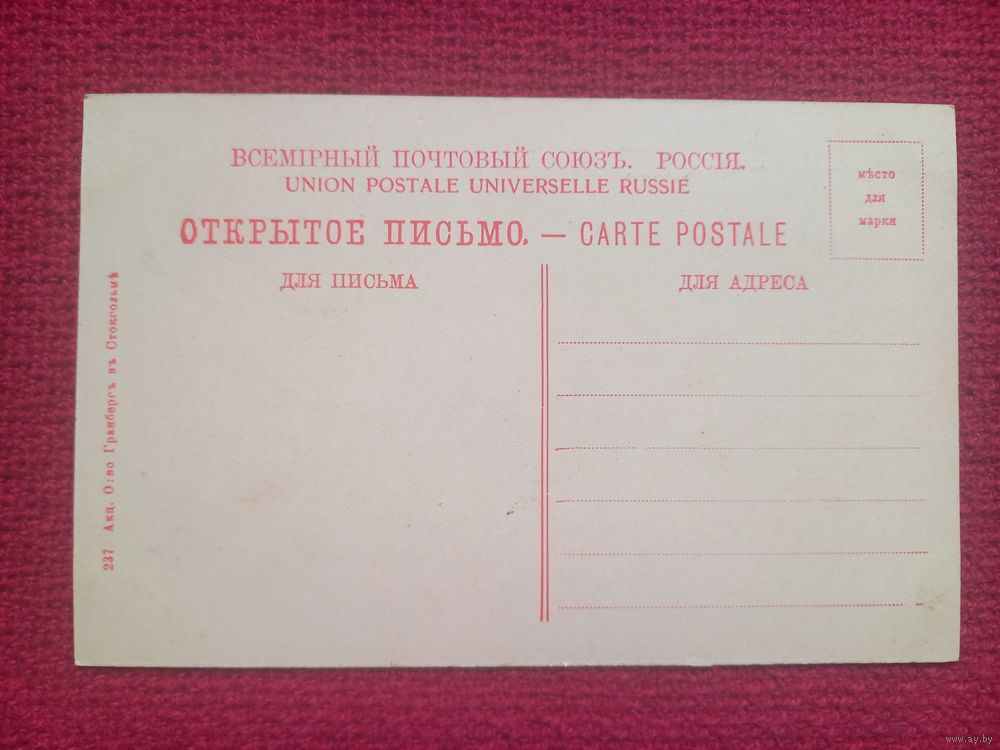 ВСЕМІРНЫЙ ПОЧТОВЫЙ СОЮЗЪ. РОССІЯ.
UNION POSTALE UNIVERSELLE RUSSIE
ОТКРЫТОЕ ПИСЬМО. — CARTE POSTALE
мѣсто
для
марки
ДЛЯ ПИСЬМА
ДЛЯ АДРЕСА
237 Акц. О:во Гранбергъ въ Стокгольмѣ
www.ay.by